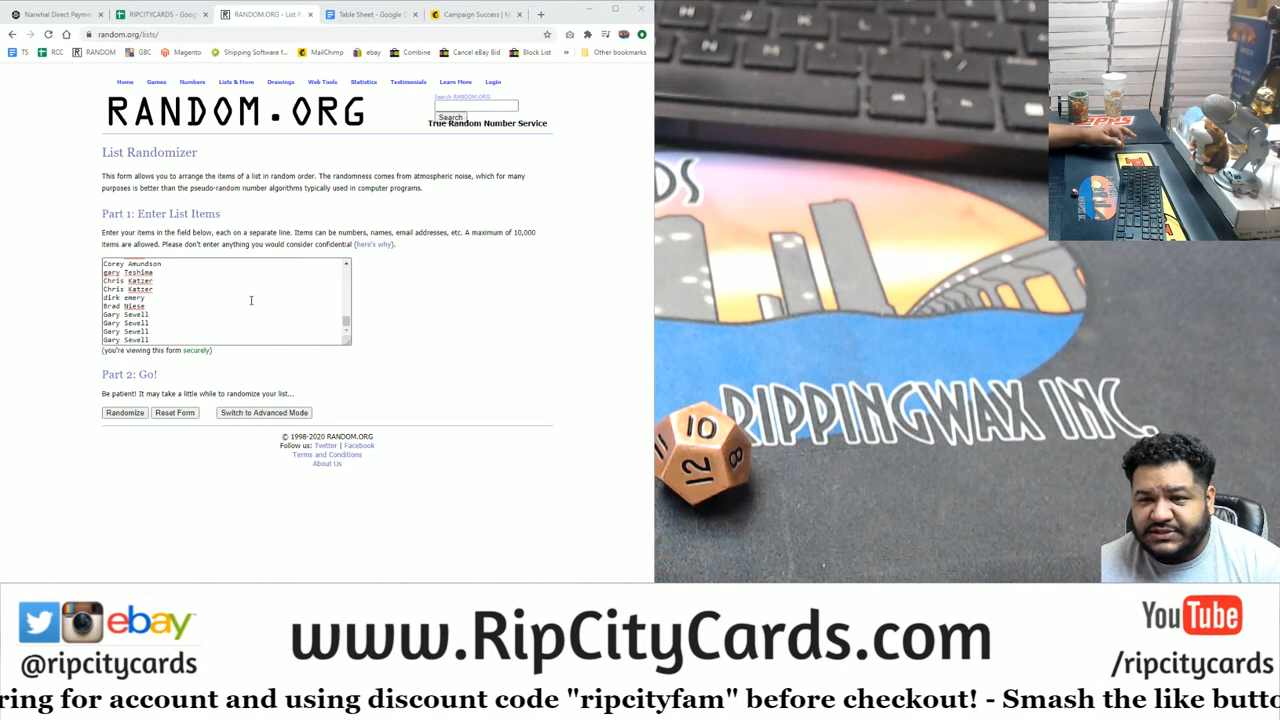 Narwhal Direct Payme
RIPCITYCARDS - Goog
RANDOM.ORG - List R
Table Sheet - Google
Campaign Success | M
random.org/lists/
TS
RCC
RANDOM
GBC
Magento
Shipping Software f...
MailChimp
ebay
Combine
Cancel eBay Bid
Block List
»
Other bookmarks
Home Games Numbers Lists & More Drawings Web Tools Statistics Testimonials Learn More Login
RANDOM.ORG
Search RANDOM.ORG
Search
True Random Number Service
List Randomizer
This form allows you to arrange the items of a list in random order. The randomness comes from atmospheric noise, which for many
purposes is better than the pseudo-random number algorithms typically used in computer programs.
Part 1: Enter List Items
Enter your items in the field below, each on a separate line. Items can be numbers, names, email addresses, etc. A maximum of 10,000
items are allowed. Please don't enter anything you would consider confidential (here's why).
Corey Amundson
gary Teshima
Chris Katzer
Chris Katzer
dirk emery
Brad Niese
Gary Sewell
Gary Sewell
Gary Sewell
Gary Sewell
(you're viewing this form securely)
Part 2: Go!
Be patient! It may take a little while to randomize your list...
Randomize Reset Form Switch to Advanced Mode
© 1998-2020 RANDOM.ORG
Follow us: Twitter | Facebook
Terms and Conditions
About Us
DS
RIPPINGWAX INC.
11 10
12 8
ebay
@ripcitycards
www.RipCityCards.com
YouTube
/ripcitycards
ring for account and using discount code "ripcityfam" before checkout! - Smash the like butto